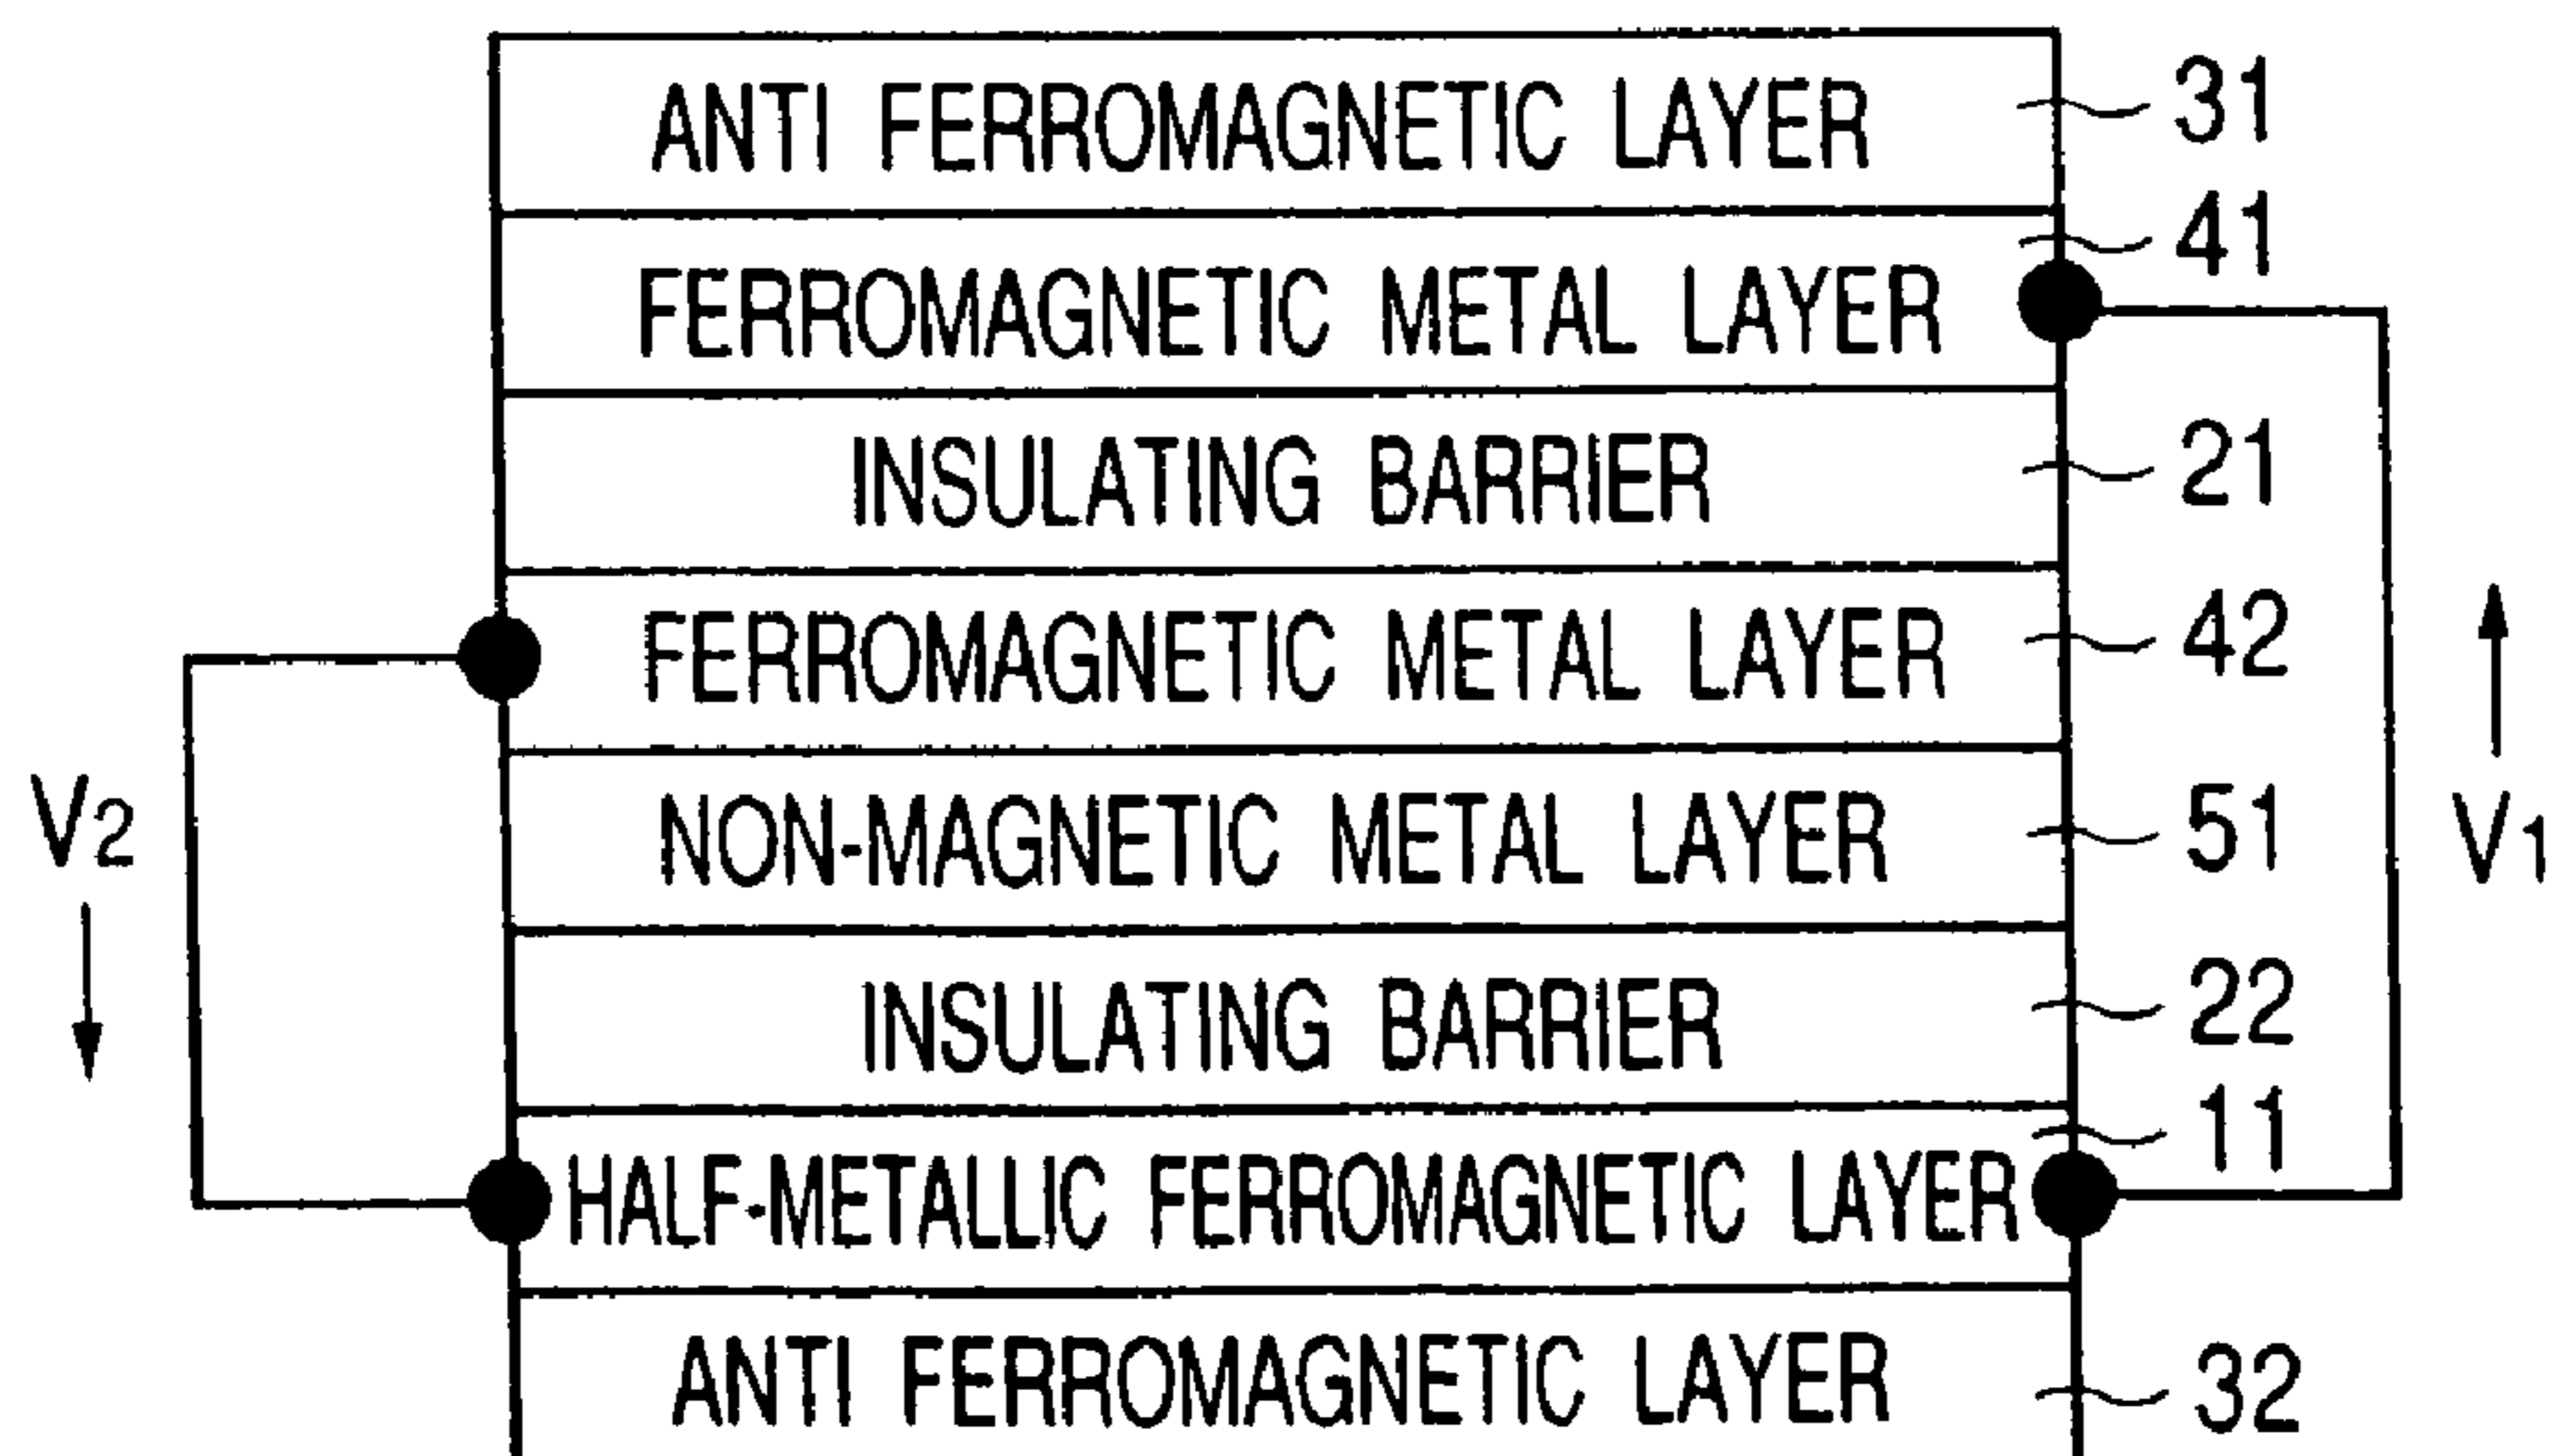 ANTI FERROMAGNETIC LAYER 31
41
FERROMAGNETIC METAL LAYER
INSULATING BARRIER 21
FERROMAGNETIC METAL LAYER 42
V2
NON-MAGNETIC METAL LAYER 51
V1
INSULATING BARRIER 22
11
HALF-METALLIC FERROMAGNETIC LAYER
ANTI FERROMAGNETIC LAYER 32